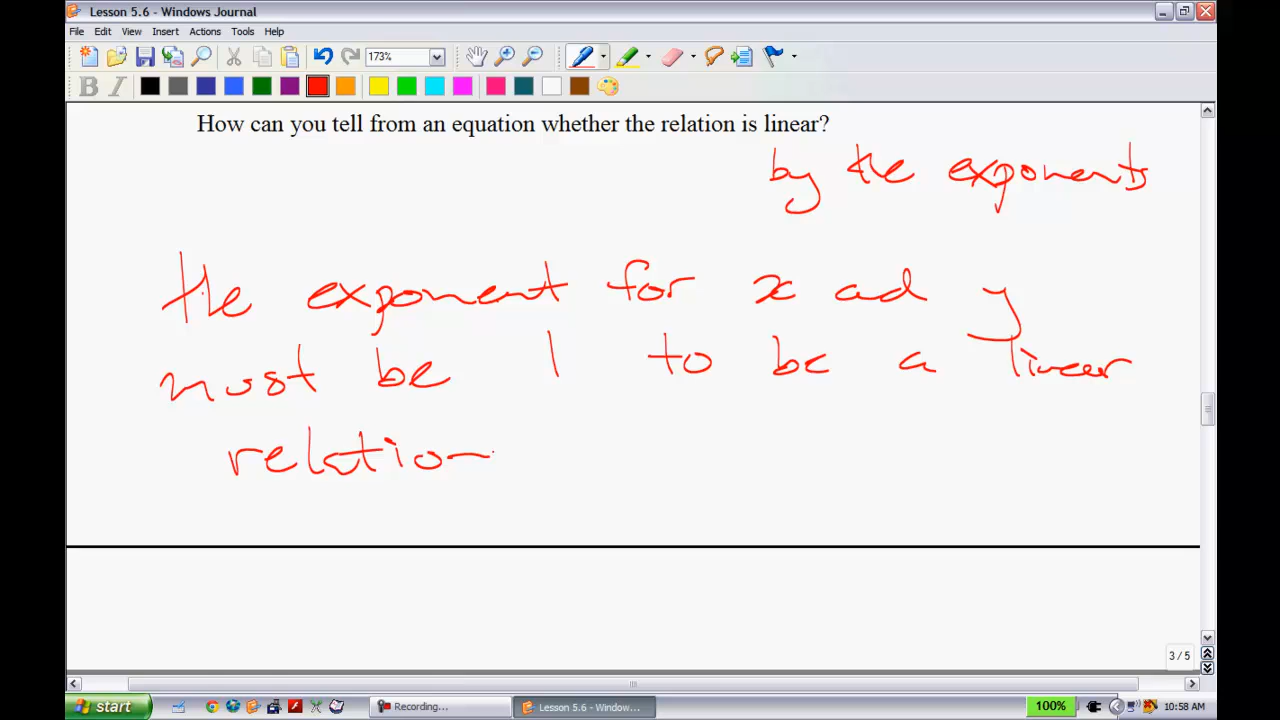 Lesson 5.6 - Windows Journal
File Edit View Insert Actions Tools Help
173%
B I
How can you tell from an equation whether the relation is linear?
by the exponents
the exponent for x ad y
must be 1 to be a linear
relation
3 / 5
start Recording... Lesson 5.6 - Window... 100% 10:58 AM